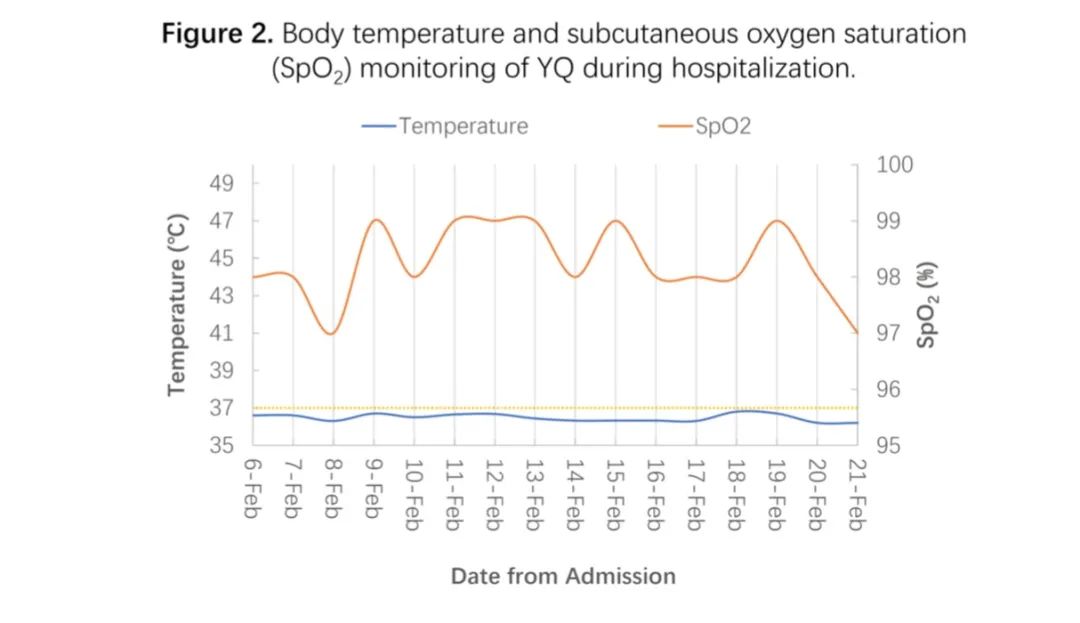 Figure 2. Body temperature and subcutaneous oxygen saturation
(SpO₂) monitoring of YQ during hospitalization.
Temperature
SpO2
Temperature (°C)
49
47
45
43
41
39
37
35
100
99
98
97
96
95
SpO₂ (%)
6-Feb
7-Feb
8-Feb
9-Feb
10-Feb
11-Feb
12-Feb
13-Feb
14-Feb
15-Feb
16-Feb
17-Feb
18-Feb
19-Feb
20-Feb
21-Feb
Date from Admission